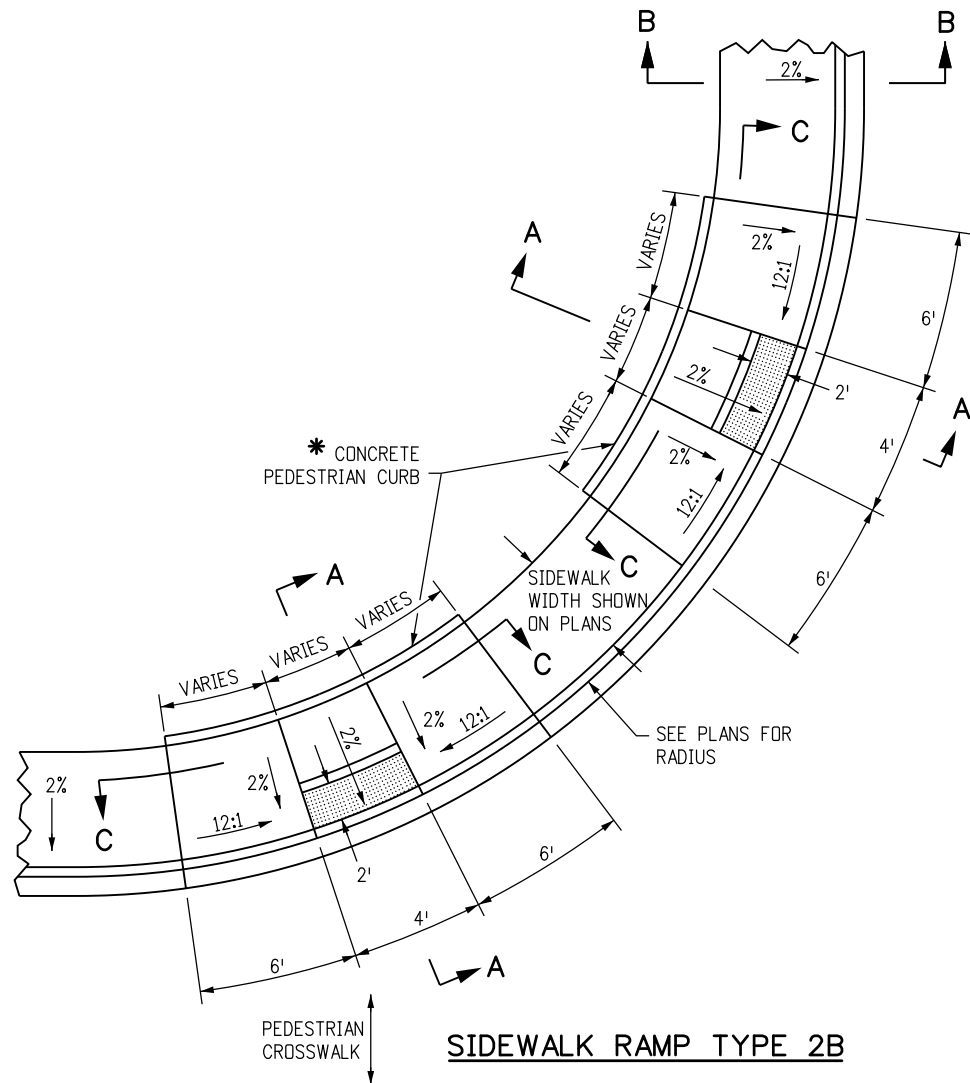 B
B
2%
C
A
VARIES
2%
12:1
6'
VARIES
2%
2'
A
VARIES
4'
✱ CONCRETE
PEDESTRIAN CURB
2%
12:1
6'
C
A
SIDEWALK
WIDTH SHOWN
ON PLANS
VARIES
VARIES
VARIES
C
2%
2%
12:1
SEE PLANS FOR
RADIUS
2%
2%
12:1
C
2'
6'
4'
6'
A
PEDESTRIAN
CROSSWALK
SIDEWALK RAMP TYPE 2B